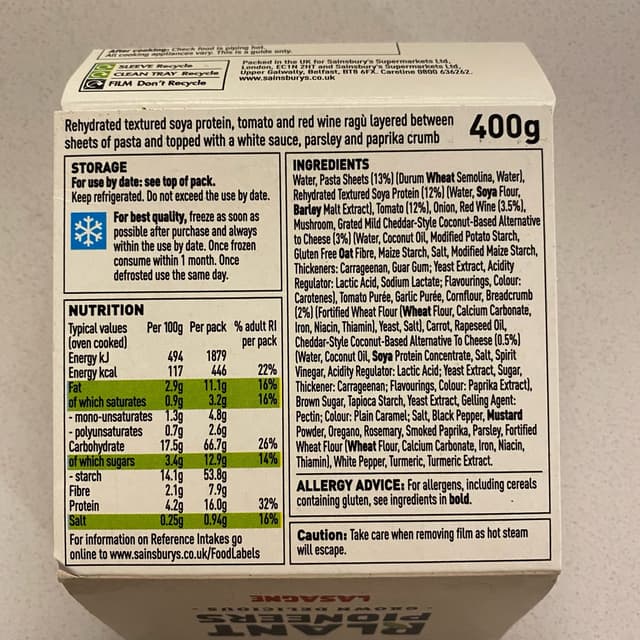 After cooking: Check food is piping hot.
All cooking appliances vary. This is a guide only.
SLEEVE Recycle
CLEAN TRAY Recycle
FILM Don't Recycle
Packed in the UK for Sainsbury's Supermarkets Ltd,
London, EC1N 2HT and Sainsbury's Supermarkets Ltd,
Upper Galwally, Belfast, BT8 6FX. Careline 0800 636262.
www.sainsburys.co.uk
Rehydrated textured soya protein, tomato and red wine ragù layered between
sheets of pasta and topped with a white sauce, parsley and paprika crumb
400g
STORAGE
For use by date: see top of pack.
Keep refrigerated. Do not exceed the use by date.
For best quality, freeze as soon as
possible after purchase and always
within the use by date. Once frozen
consume within 1 month. Once
defrosted use the same day.
NUTRITION
Typical values Per 100g Per pack % adult RI
(oven cooked) per pack
Energy kJ 494 1879
Energy kcal 117 446 22%
Fat 2.9g 11.1g 16%
of which saturates 0.9g 3.2g 16%
- mono-unsaturates 1.3g 4.8g
- polyunsaturates 0.7g 2.6g
Carbohydrate 17.5g 66.7g 26%
of which sugars 3.4g 12.9g 14%
- starch 14.1g 53.8g
Fibre 2.1g 7.9g
Protein 4.2g 16.0g 32%
Salt 0.25g 0.94g 16%
For information on Reference Intakes go
online to www.sainsburys.co.uk/FoodLabels
INGREDIENTS
Water, Pasta Sheets (13%) (Durum Wheat Semolina, Water),
Rehydrated Textured Soya Protein (12%) (Water, Soya Flour,
Barley Malt Extract), Tomato (12%), Onion, Red Wine (3.5%),
Mushroom, Grated Mild Cheddar-Style Coconut-Based Alternative
to Cheese (3%) (Water, Coconut Oil, Modified Potato Starch,
Gluten Free Oat Fibre, Maize Starch, Salt, Modified Maize Starch,
Thickeners: Carrageenan, Guar Gum; Yeast Extract, Acidity
Regulator: Lactic Acid, Sodium Lactate; Flavourings, Colour:
Carotenes), Tomato Purée, Garlic Purée, Cornflour, Breadcrumb
(2%) (Fortified Wheat Flour (Wheat Flour, Calcium Carbonate,
Iron, Niacin, Thiamin), Yeast, Salt), Carrot, Rapeseed Oil,
Cheddar-Style Coconut-Based Alternative To Cheese (0.5%)
(Water, Coconut Oil, Soya Protein Concentrate, Salt, Spirit
Vinegar, Acidity Regulator: Lactic Acid; Yeast Extract, Sugar,
Thickener: Carrageenan; Flavourings, Colour: Paprika Extract),
Brown Sugar, Tapioca Starch, Yeast Extract, Gelling Agent:
Pectin; Colour: Plain Caramel; Salt, Black Pepper, Mustard
Powder, Oregano, Rosemary, Smoked Paprika, Parsley, Fortified
Wheat Flour (Wheat Flour, Calcium Carbonate, Iron, Niacin,
Thiamin), White Pepper, Turmeric, Turmeric Extract.
ALLERGY ADVICE: For allergens, including cereals
containing gluten, see ingredients in bold.
Caution: Take care when removing film as hot steam
will escape.
LASAGNE
GROWN DELICIOUS
PIONEERS
PLANT